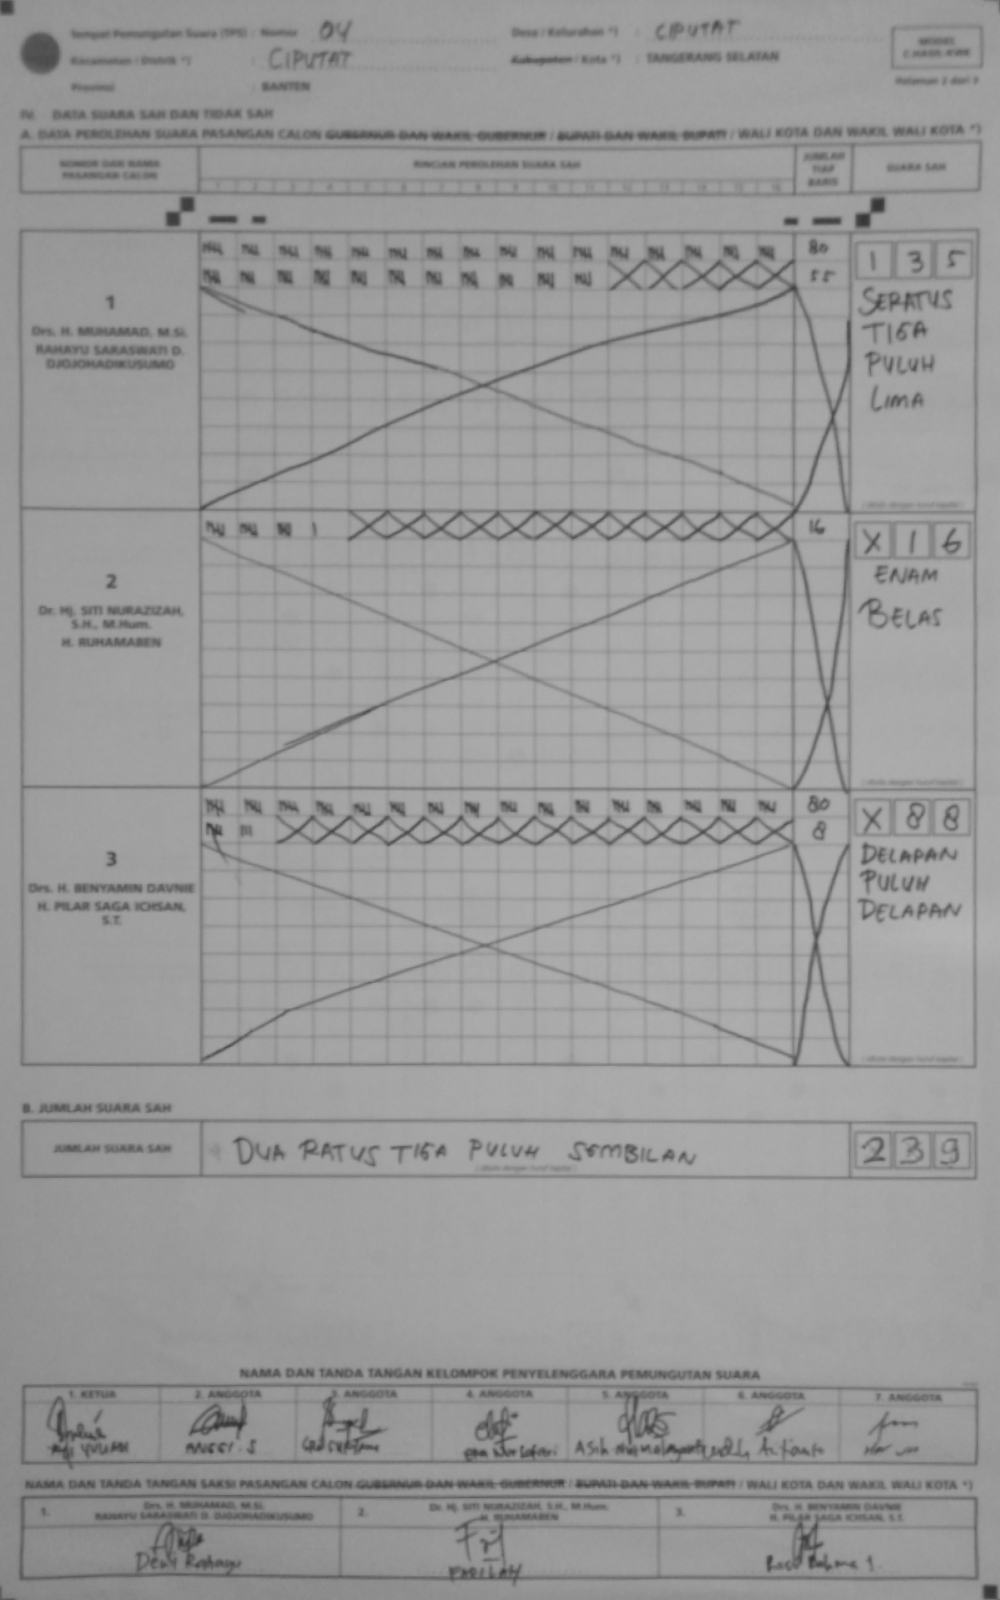 Tempat Pemungutan Suara (TPS) : Nomor : 04 Desa / Kelurahan *) : CIPUTAT
Kecamatan / Distrik *) : CIPUTAT Kabupaten / Kota *) : TANGERANG SELATAN
Provinsi : BANTEN
MODEL
C.HASIL-KWK
Halaman 2 dari 3
IV. DATA SUARA SAH DAN TIDAK SAH
A. DATA PEROLEHAN SUARA PASANGAN CALON GUBERNUR DAN WAKIL GUBERNUR / BUPATI DAN WAKIL BUPATI / WALI KOTA DAN WAKIL WALI KOTA *)
NOMOR DAN NAMA PASANGAN CALON
RINCIAN PEROLEHAN SUARA SAH
1 2 3 4 5 6 7 8 9 10 11 12 13 14 15 16
JUMLAH TIAP BARIS
SUARA SAH
1
Drs. H. MUHAMAD, M.Si.
RAHAYU SARASWATI D.
DJOJOHADIKUSUMO
80
55
1 3 5
SERATUS
TIGA
PULUH
LIMA
(ditulis dengan huruf kapital)
2
Dr. Hj. SITI NURAZIZAH,
S.H., M.Hum.
H. RUHAMABEN
16
X 1 6
ENAM
BELAS
(ditulis dengan huruf kapital)
3
Drs. H. BENYAMIN DAVNIE
H. PILAR SAGA ICHSAN,
S.T.
80
8
X 8 8
DELAPAN
PULUH
DELAPAN
(ditulis dengan huruf kapital)
B. JUMLAH SUARA SAH
JUMLAH SUARA SAH DUA RATUS TIGA PULUH SEMBILAN 2 3 9
(ditulis dengan huruf kapital)
NAMA DAN TANDA TANGAN KELOMPOK PENYELENGGARA PEMUNGUTAN SUARA
1. KETUA 2. ANGGOTA 3. ANGGOTA 4. ANGGOTA 5. ANGGOTA 6. ANGGOTA 7. ANGGOTA
ANGGI. S
NAMA DAN TANDA TANGAN SAKSI PASANGAN CALON GUBERNUR DAN WAKIL GUBERNUR / BUPATI DAN WAKIL BUPATI / WALI KOTA DAN WAKIL WALI KOTA *)
1. Drs. H. MUHAMAD, M.Si.
RAHAYU SARASWATI D. DJOJOHADIKUSUMO
Dewi Rahayu
2. Dr. Hj. SITI NURAZIZAH, S.H., M.Hum.
H. RUHAMABEN
FADILAH
3. Drs. H. BENYAMIN DAVNIE
H. PILAR SAGA ICHSAN, S.T.